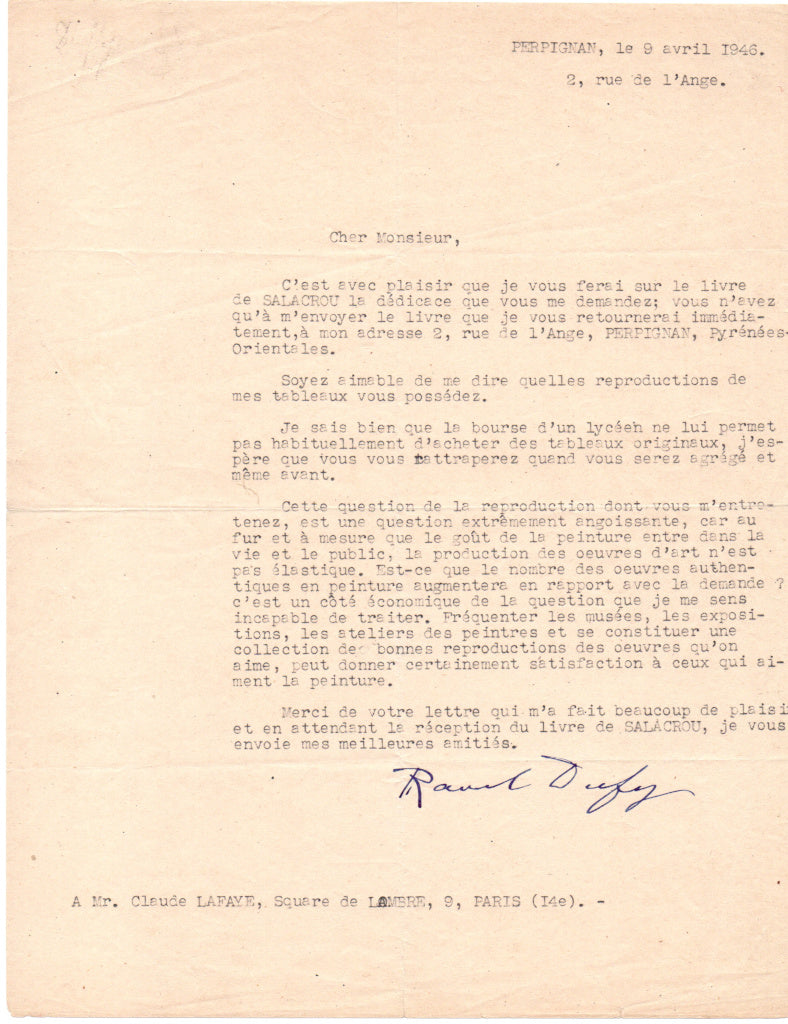 PERPIGNAN, le 9 avril I946.
2, rue de l'Ange.
Cher Monsieur,
C'est avec plaisir que je vous ferai sur le livre
de SALACROU la dédicace que vous me demandez; vous n'avez
qu'à m'envoyer le livre que je vous retournerai immédia-
tement,à mon adresse 2, rue de l'Ange, PERPIGNAN, Pyrénées-
Orientales.
Soyez aimable de me dire quelles reproductions de
mes tableaux vous possédez.
Je sais bien que la bourse d'un lycéeh ne lui permet
pas habituellement d'acheter des tableaux originaux, j'es-
père que vous vous rattraperez quand vous serez agrégé et
même avant.
Cette question de la reproduction dont vous m'entre-
tenez, est une question extrêmement angoissante, car au
fur et à mesure que le goût de la peinture entre dans la
vie et le public, la production des oeuvres d'art n'est
pas élastique. Est-ce que le nombre des oeuvres authen-
tiques en peinture augmentera en rapport avec la demande ?
c'est un côté économique de la question que je me sens
incapable de traiter. Fréquenter les musées, les exposi-
tions, les ateliers des peintres et se constituer une
collection de bonnes reproductions des oeuvres qu'on
aime, peut donner certainement satisfaction à ceux qui ai-
ment la peinture.
Merci de votre lettre qui m'a fait beaucoup de plaisi
et en attendant la réception du livre de SALACROU, je vous
envoie mes meilleures amitiés.
Raoul Dufy
A Mr. Claude LAFAYE, Square de LAMBRE, 9, PARIS (I4e). -